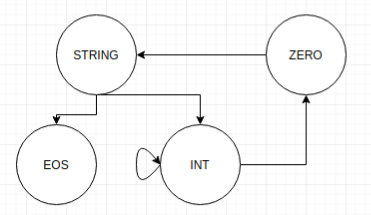 STRING
ZERO
EOS
INT